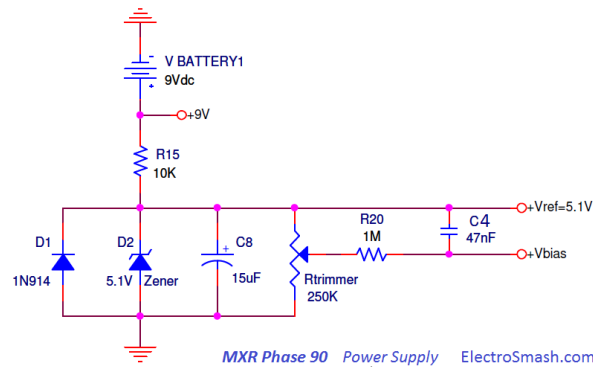 V BATTERY1
9Vdc
+9V
R15
10K
+Vref=5.1V
R20
1M
C4
47nF
+Vbias
D1
1N914
D2
5.1V Zener
C8
15uF
Rtrimmer
250K
MXR Phase 90 Power Supply ElectroSmash.com